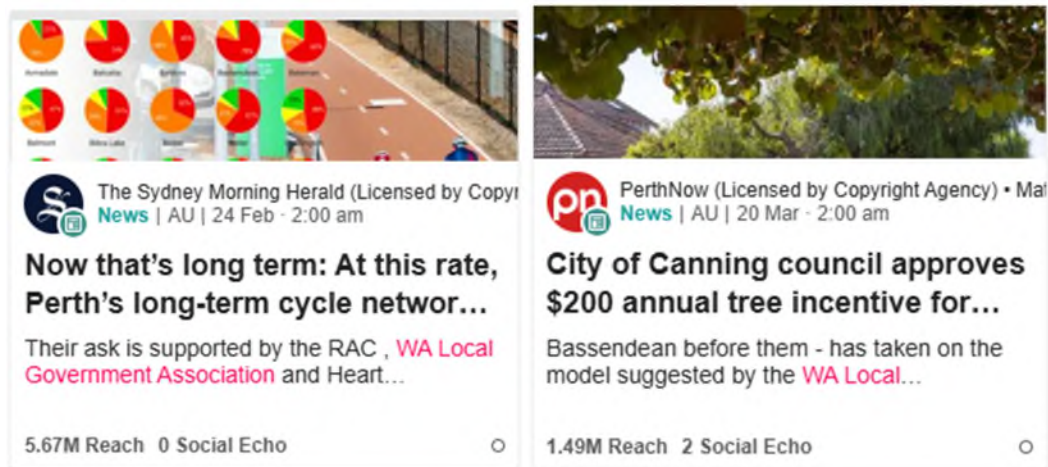 The Sydney Morning Herald (Licensed by Copyr
News | AU | 24 Feb · 2:00 am
Now that's long term: At this rate,
Perth's long-term cycle networ...
Their ask is supported by the RAC , WA Local
Government Association and Heart...
5.67M Reach 0 Social Echo
pn
PerthNow (Licensed by Copyright Agency) • Mat
News | AU | 20 Mar · 2:00 am
City of Canning council approves
$200 annual tree incentive for...
Bassendean before them - has taken on the
model suggested by the WA Local...
1.49M Reach 2 Social Echo